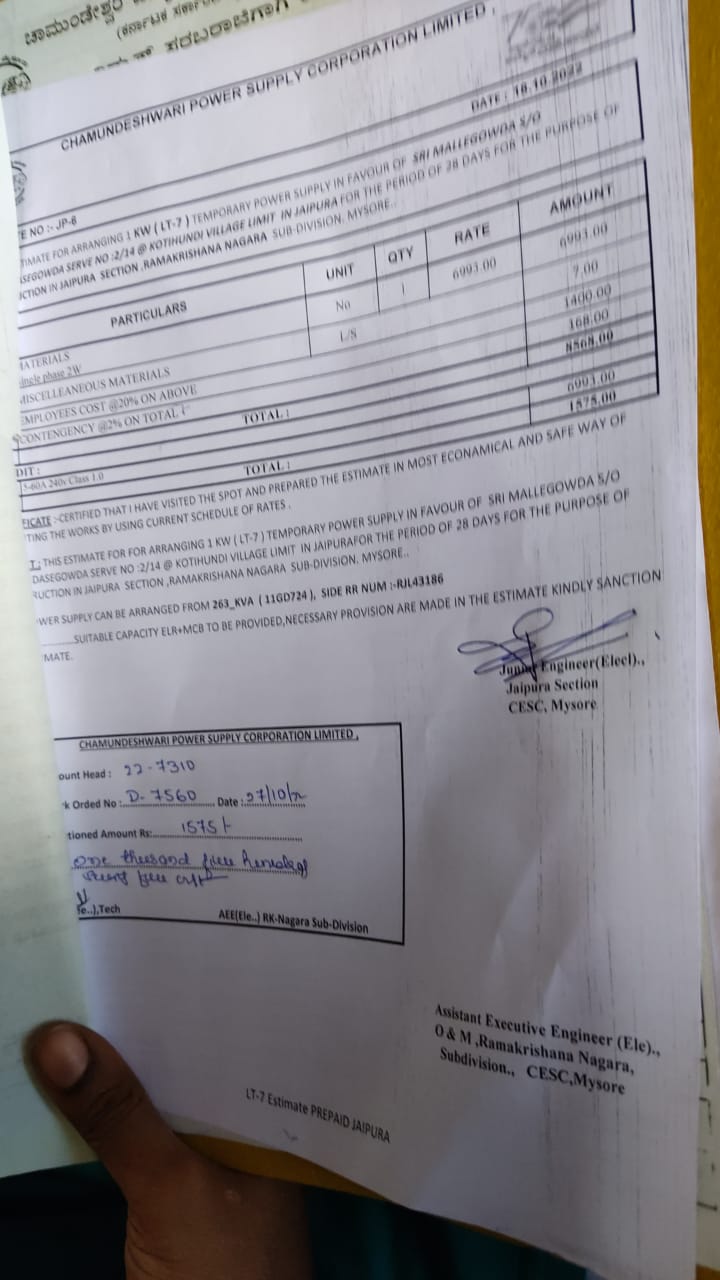 ಚಾಮುಂಡೇಶ್ವರಿ
(ಕರ್ನಾಟಕ
CHAMUNDESHWARI POWER SUPPLY CORPORATION LIMITED .
DATE : 18.10.2022
TE NO :- JP-6
TIMATE FOR ARRANGING 1 KW ( LT-7 ) TEMPORARY POWER SUPPLY IN FAVOUR OF SRI MALLEGOWDA S/O
ASEGOWDA SERVE NO :2/14 @ KOTIHUNDI VILLAGE LIMIT IN JAIPURA FOR THE PERIOD OF 28 DAYS FOR THE PURPOSE OF
UCTION IN JAIPURA SECTION ,RAMAKRISHANA NAGARA SUB-DIVISION. MYSORE..
PARTICULARS UNIT QTY RATE AMOUNT
MATERIALS
ingle phase 2W No 1 6993.00 6993.00
MISCELLEANEOUS MATERIALS L/S 7.00
EMPLOYEES COST @20% ON ABOVE 1400.00
CONTENGENCY @2% ON TOTAL 168.00
TOTAL : 8568.00
DIT :
5-60A 240v Class 1.0 6993.00
TOTAL : 1575.00
FICATE :-CERTIFIED THAT I HAVE VISITED THE SPOT AND PREPARED THE ESTIMATE IN MOST ECONAMICAL AND SAFE WAY OF
TING THE WORKS BY USING CURRENT SCHEDULE OF RATES .
T: THIS ESTIMATE FOR FOR ARRANGING 1 KW ( LT-7 ) TEMPORARY POWER SUPPLY IN FAVOUR OF SRI MALLEGOWDA S/O
DASEGOWDA SERVE NO :2/14 @ KOTIHUNDI VILLAGE LIMIT IN JAIPURAFOR THE PERIOD OF 28 DAYS FOR THE PURPOSE OF
RUCTION IN JAIPURA SECTION ,RAMAKRISHANA NAGARA SUB-DIVISION. MYSORE..
WER SUPPLY CAN BE ARRANGED FROM 263_KVA ( 11GD724 ), SIDE RR NUM :-RJL43186
........SUITABLE CAPACITY ELR+MCB TO BE PROVIDED,NECESSARY PROVISION ARE MADE IN THE ESTIMATE KINDLY SANCTION
MATE.
Junior Engineer(Elecl).,
Jaipura Section
CESC, Mysore
CHAMUNDESHWARI POWER SUPPLY CORPORATION LIMITED .
ount Head : 22-7310
k Orded No :..D-7560...... Date :27/10/22
tioned Amount Rs: 1575/-
one thousand five hundred
e..),Tech AEE(Ele..) RK-Nagara Sub-Division
Assistant Executive Engineer (Ele).,
O & M ,Ramakrishana Nagara,
Subdivision., CESC,Mysore
LT-7 Estimate PREPAID JAIPURA